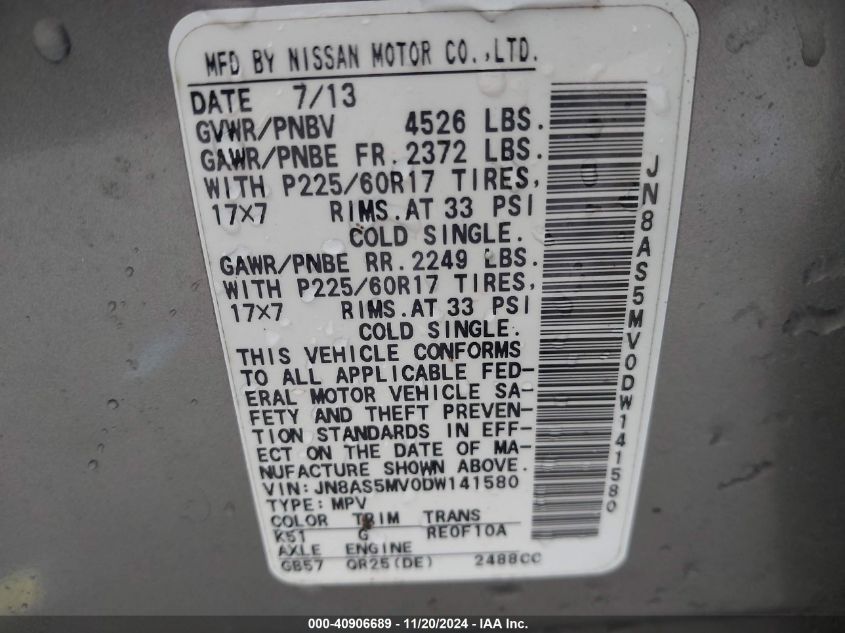 MFD BY NISSAN MOTOR CO.,LTD.
DATE 7/13
GVWR/PNBV 4526 LBS.
GAWR/PNBE FR. 2372 LBS.
WITH P225/60R17 TIRES,
17×7 RIMS.AT 33 PSI
COLD SINGLE.
GAWR/PNBE RR. 2249 LBS.
WITH P225/60R17 TIRES,
17×7 RIMS.AT 33 PSI
COLD SINGLE.
THIS VEHICLE CONFORMS
TO ALL APPLICABLE FED-
ERAL MOTOR VEHICLE SA-
FETY AND THEFT PREVEN-
TION STANDARDS IN EFF-
ECT ON THE DATE OF MA-
NUFACTURE SHOWN ABOVE.
VIN:JN8AS5MV0DW141580
TYPE:MPV
COLOR TRIM TRANS
K51 G RE0F10A
AXLE ENGINE
GB57 QR25(DE) 2488CC
JN8AS5MV0DW141580
000-40906689 - 11/20/2024 - IAA Inc.